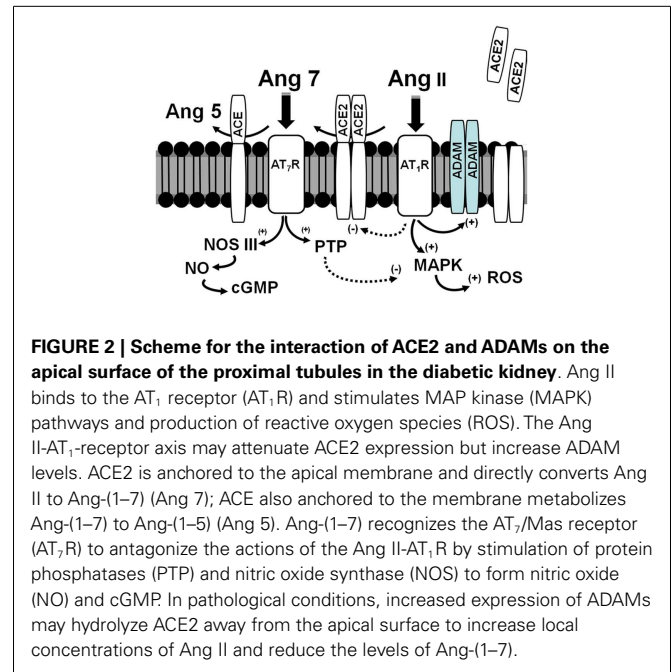 ACE2
ACE2
Ang 7
Ang II
Ang 5
ACE
ACE2
ACE2
ADAM
ADAM
AT₇R
AT₁R
(+)
(+)
(-)
(+)
NOS III
PTP
(+)
NO
(-)
MAPK
(+) ROS
cGMP
FIGURE 2 | Scheme for the interaction of ACE2 and ADAMs on the
apical surface of the proximal tubules in the diabetic kidney. Ang II
binds to the AT₁ receptor (AT₁R) and stimulates MAP kinase (MAPK)
pathways and production of reactive oxygen species (ROS). The Ang
II-AT₁-receptor axis may attenuate ACE2 expression but increase ADAM
levels. ACE2 is anchored to the apical membrane and directly converts Ang
II to Ang-(1–7) (Ang 7); ACE also anchored to the membrane metabolizes
Ang-(1–7) to Ang-(1–5) (Ang 5). Ang-(1–7) recognizes the AT₇/Mas receptor
(AT₇R) to antagonize the actions of the Ang II-AT₁R by stimulation of protein
phosphatases (PTP) and nitric oxide synthase (NOS) to form nitric oxide
(NO) and cGMP. In pathological conditions, increased expression of ADAMs
may hydrolyze ACE2 away from the apical surface to increase local
concentrations of Ang II and reduce the levels of Ang-(1–7).